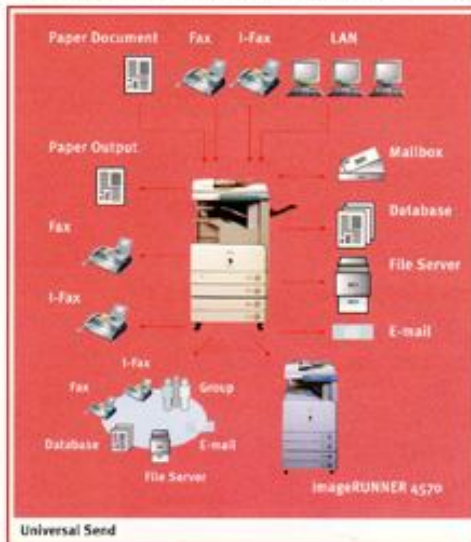 Paper Document Fax I-Fax LAN
Paper Output
Mailbox
Database
Fax
File Server
I-Fax
E-mail
I-Fax
Fax
Group
Database
E-mail
File Server
imageRUNNER 4570
Universal Send